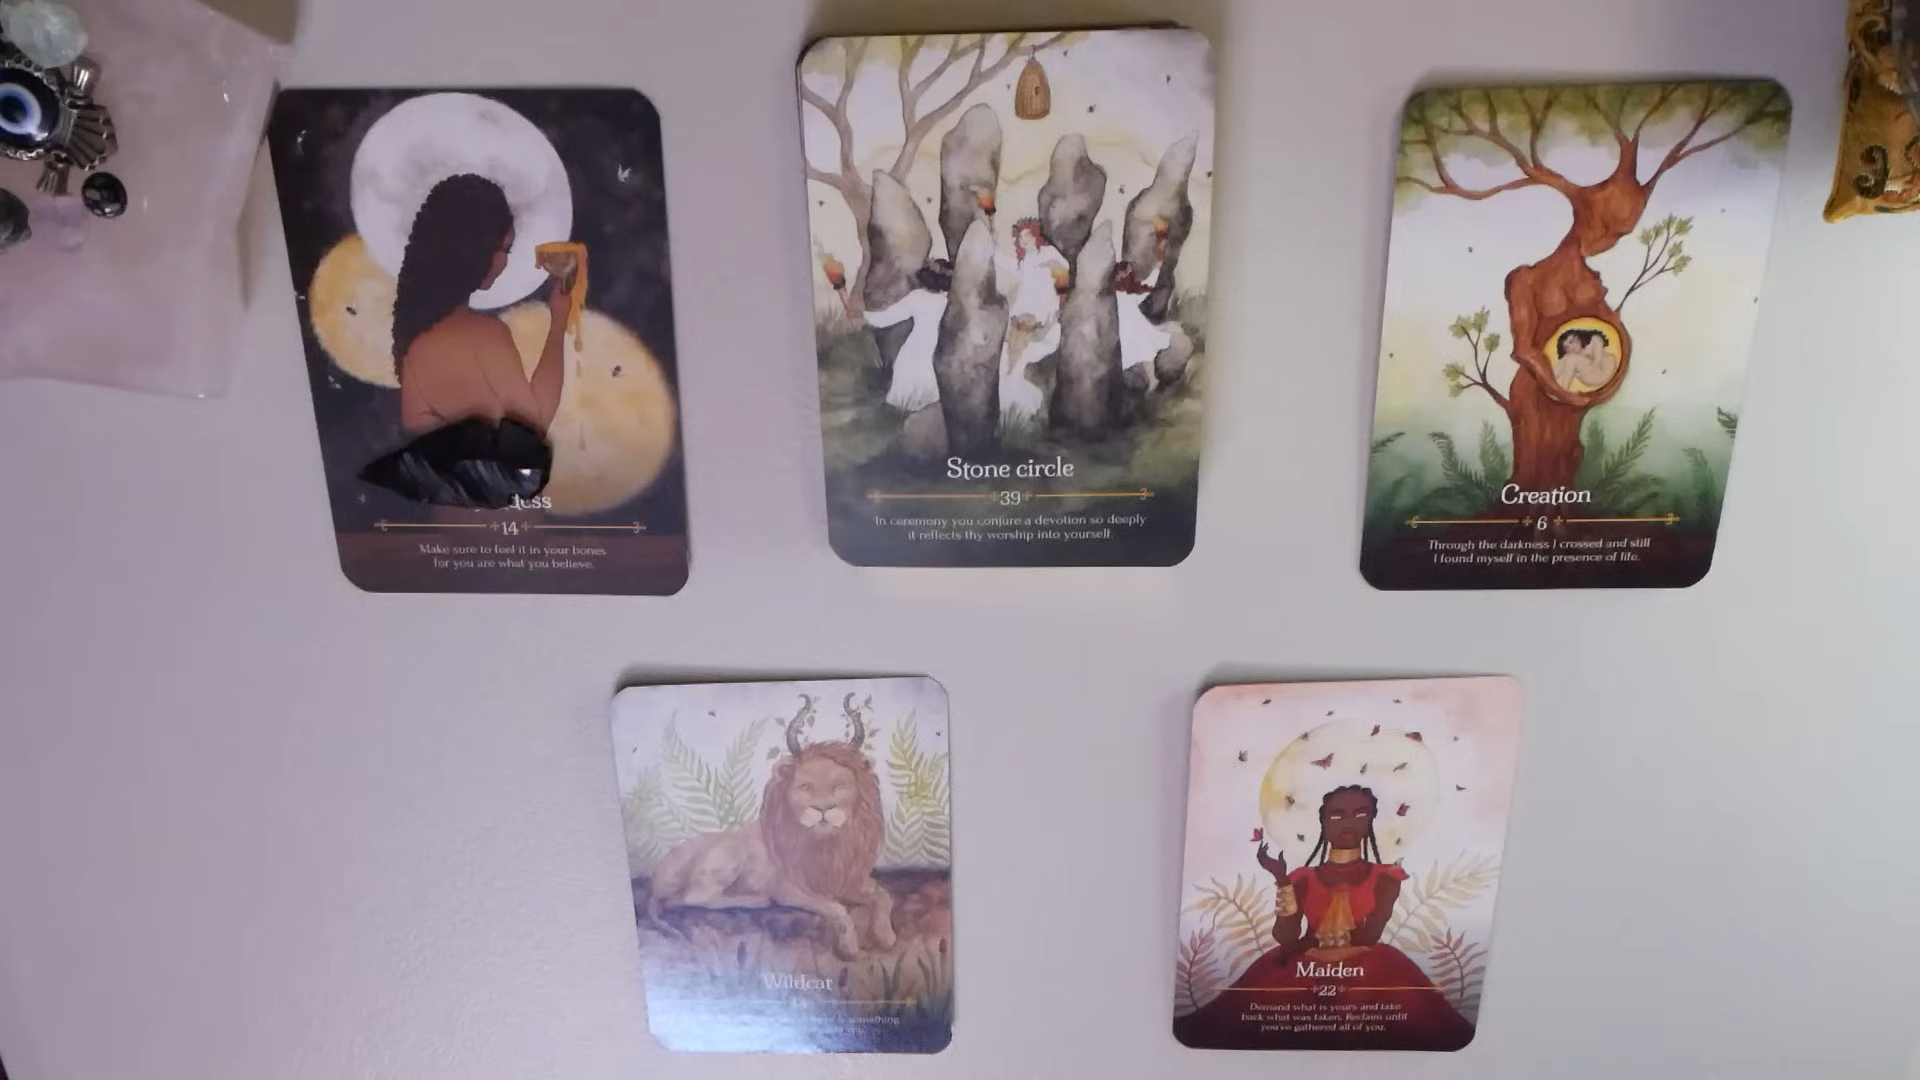 14
Make sure to feel it in your bones
for you are what you believe.
Stone circle
39
In ceremony you conjure a devotion so deeply
it reflects thy worship into yourself.
Creation
6
Through the darkness I crossed and still
I found myself in the presence of life.
Wildcat
is something
Maiden
22
Demand what is yours and take
back what was taken. Reclaim until
you've gathered all of you.